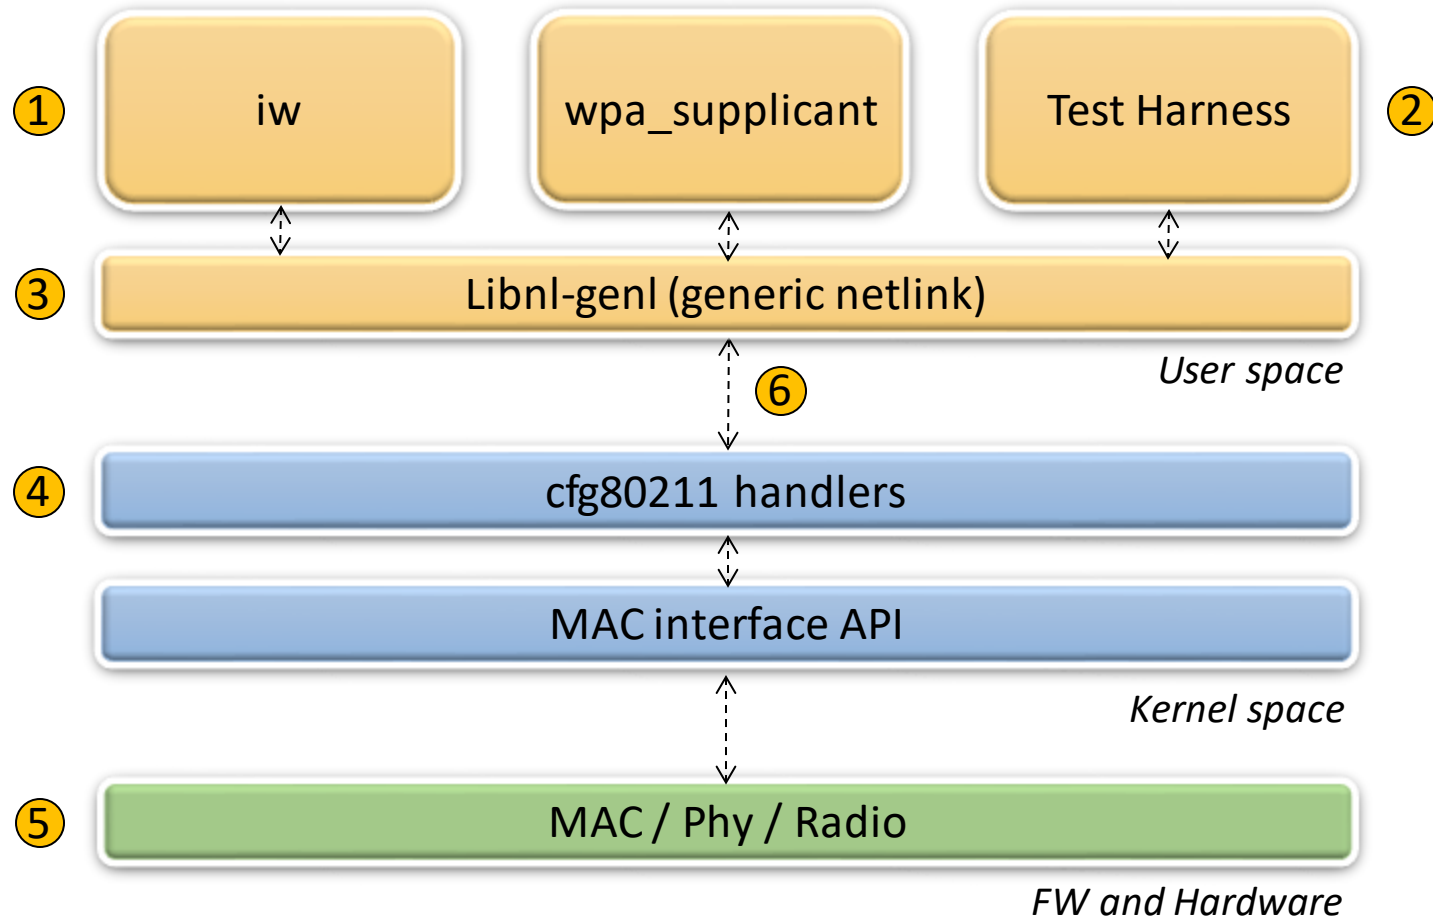 1
iw
wpa_supplicant
Test Harness
2
3
Libnl-genl (generic netlink)
User space
6
4
cfg80211 handlers
MAC interface API
Kernel space
5
MAC / Phy / Radio
FW and Hardware